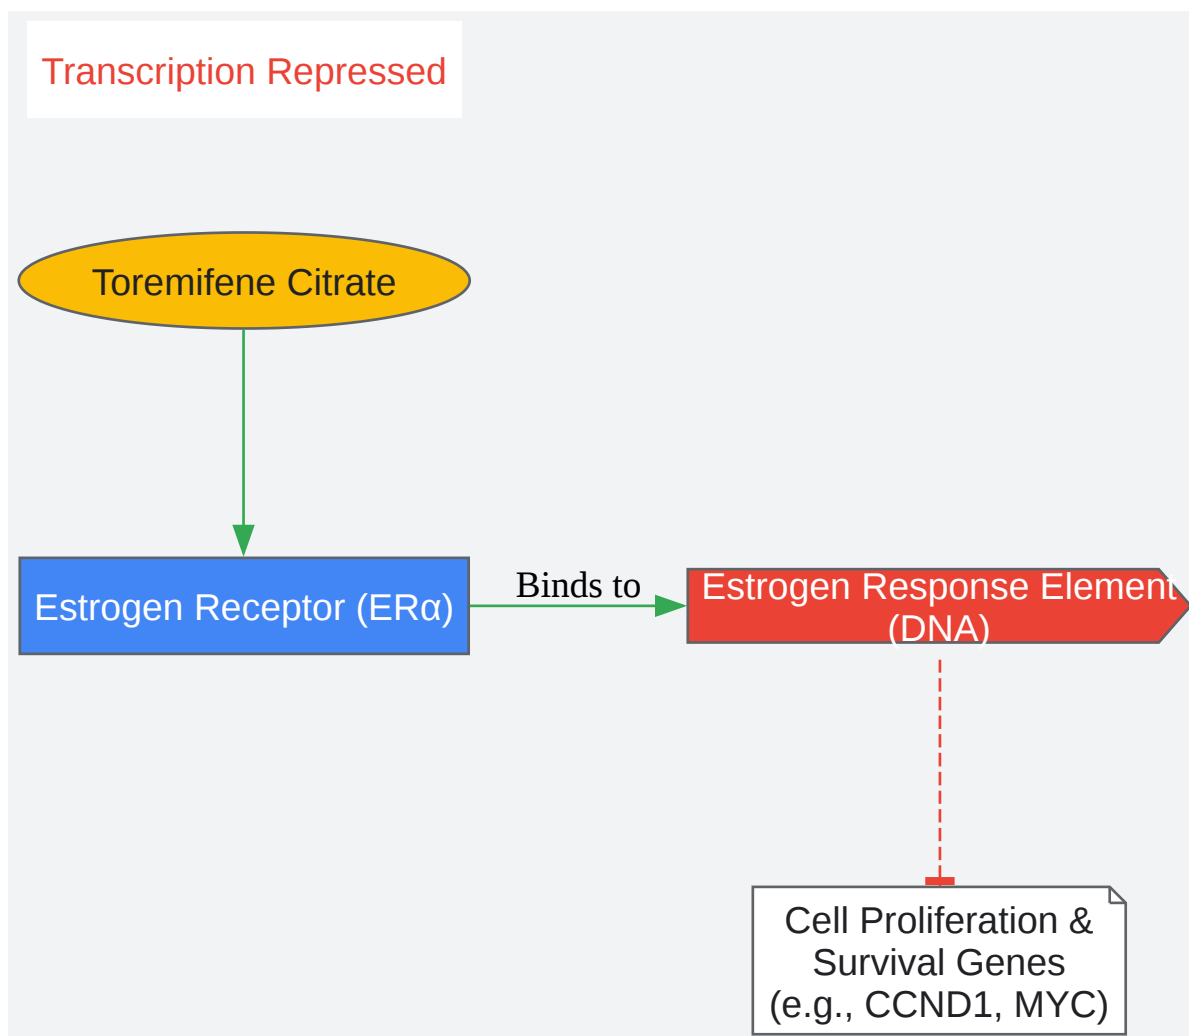 Transcription Repressed
Toremifene Citrate
Estrogen Receptor (ERα)
Binds to
Estrogen Response Element
(DNA)
Cell Proliferation &
Survival Genes
(e.g., CCND1, MYC)